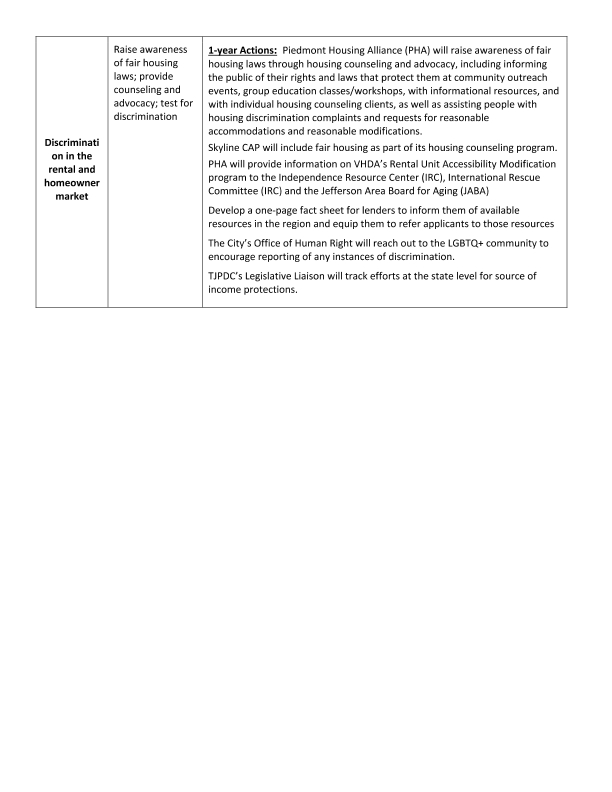 Discriminati
on in the
rental and
homeowner
market
Raise awareness
of fair housing
laws; provide
counseling and
advocacy; test for
discrimination
1-year Actions: Piedmont Housing Alliance (PHA) will raise awareness of fair
housing laws through housing counseling and advocacy, including informing
the public of their rights and laws that protect them at community outreach
events, group education classes/workshops, with informational resources, and
with individual housing counseling clients, as well as assisting people with
housing discrimination complaints and requests for reasonable
accommodations and reasonable modifications.
Skyline CAP will include fair housing as part of its housing counseling program.
PHA will provide information on VHDA's Rental Unit Accessibility Modification
program to the Independence Resource Center (IRC), International Rescue
Committee (IRC) and the Jefferson Area Board for Aging (JABA)
Develop a one-page fact sheet for lenders to inform them of available
resources in the region and equip them to refer applicants to those resources
The City's Office of Human Right will reach out to the LGBTQ+ community to
encourage reporting of any instances of discrimination.
TJPDC's Legislative Liaison will track efforts at the state level for source of
income protections.